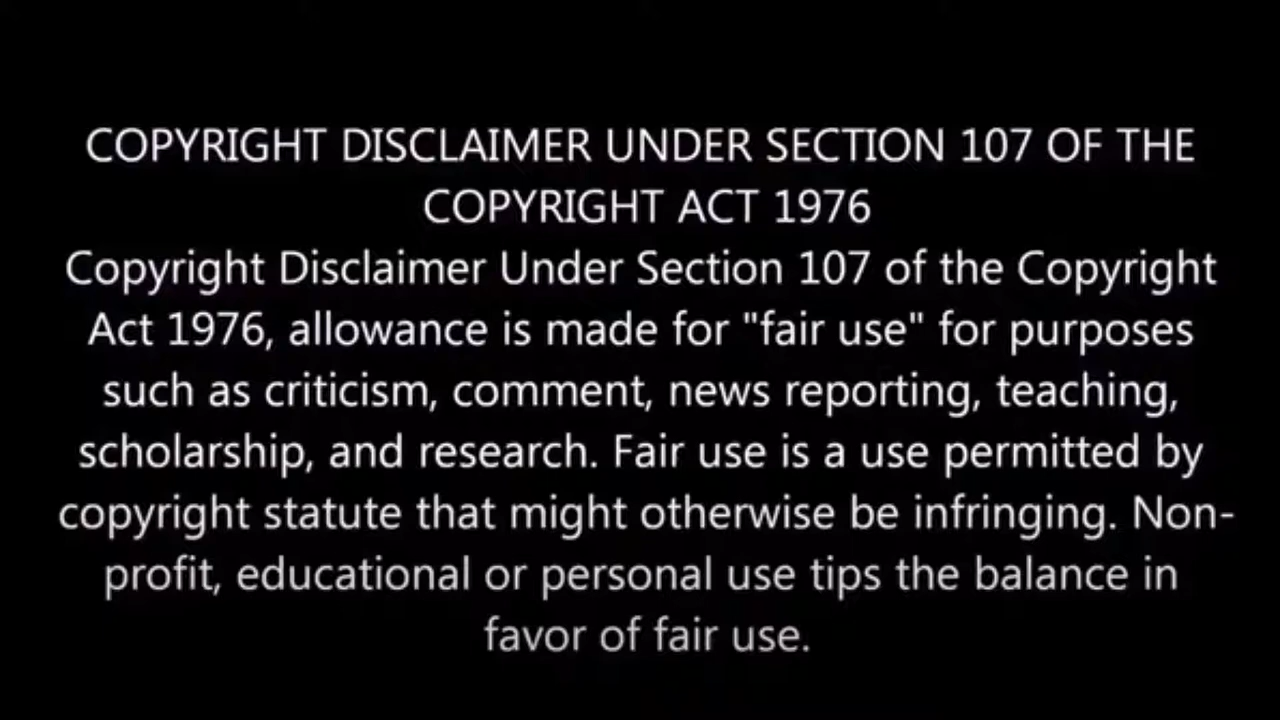 COPYRIGHT DISCLAIMER UNDER SECTION 107 OF THE
COPYRIGHT ACT 1976
Copyright Disclaimer Under Section 107 of the Copyright
Act 1976, allowance is made for "fair use" for purposes
such as criticism, comment, news reporting, teaching,
scholarship, and research. Fair use is a use permitted by
copyright statute that might otherwise be infringing. Non-
profit, educational or personal use tips the balance in
favor of fair use.